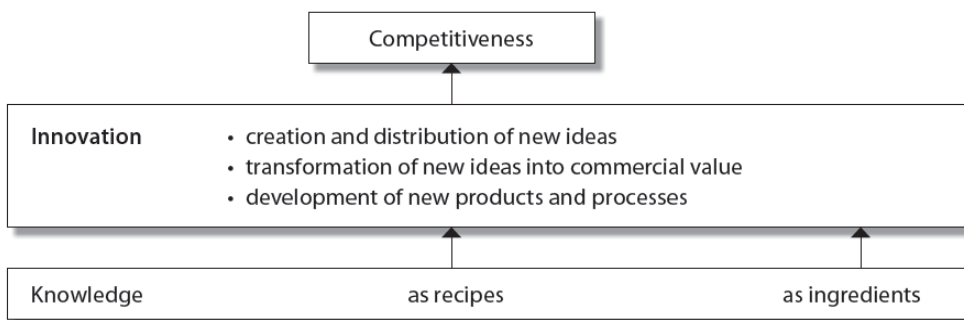 Competitiveness
Innovation
• creation and distribution of new ideas
• transformation of new ideas into commercial value
• development of new products and processes
Knowledge as recipes as ingredients